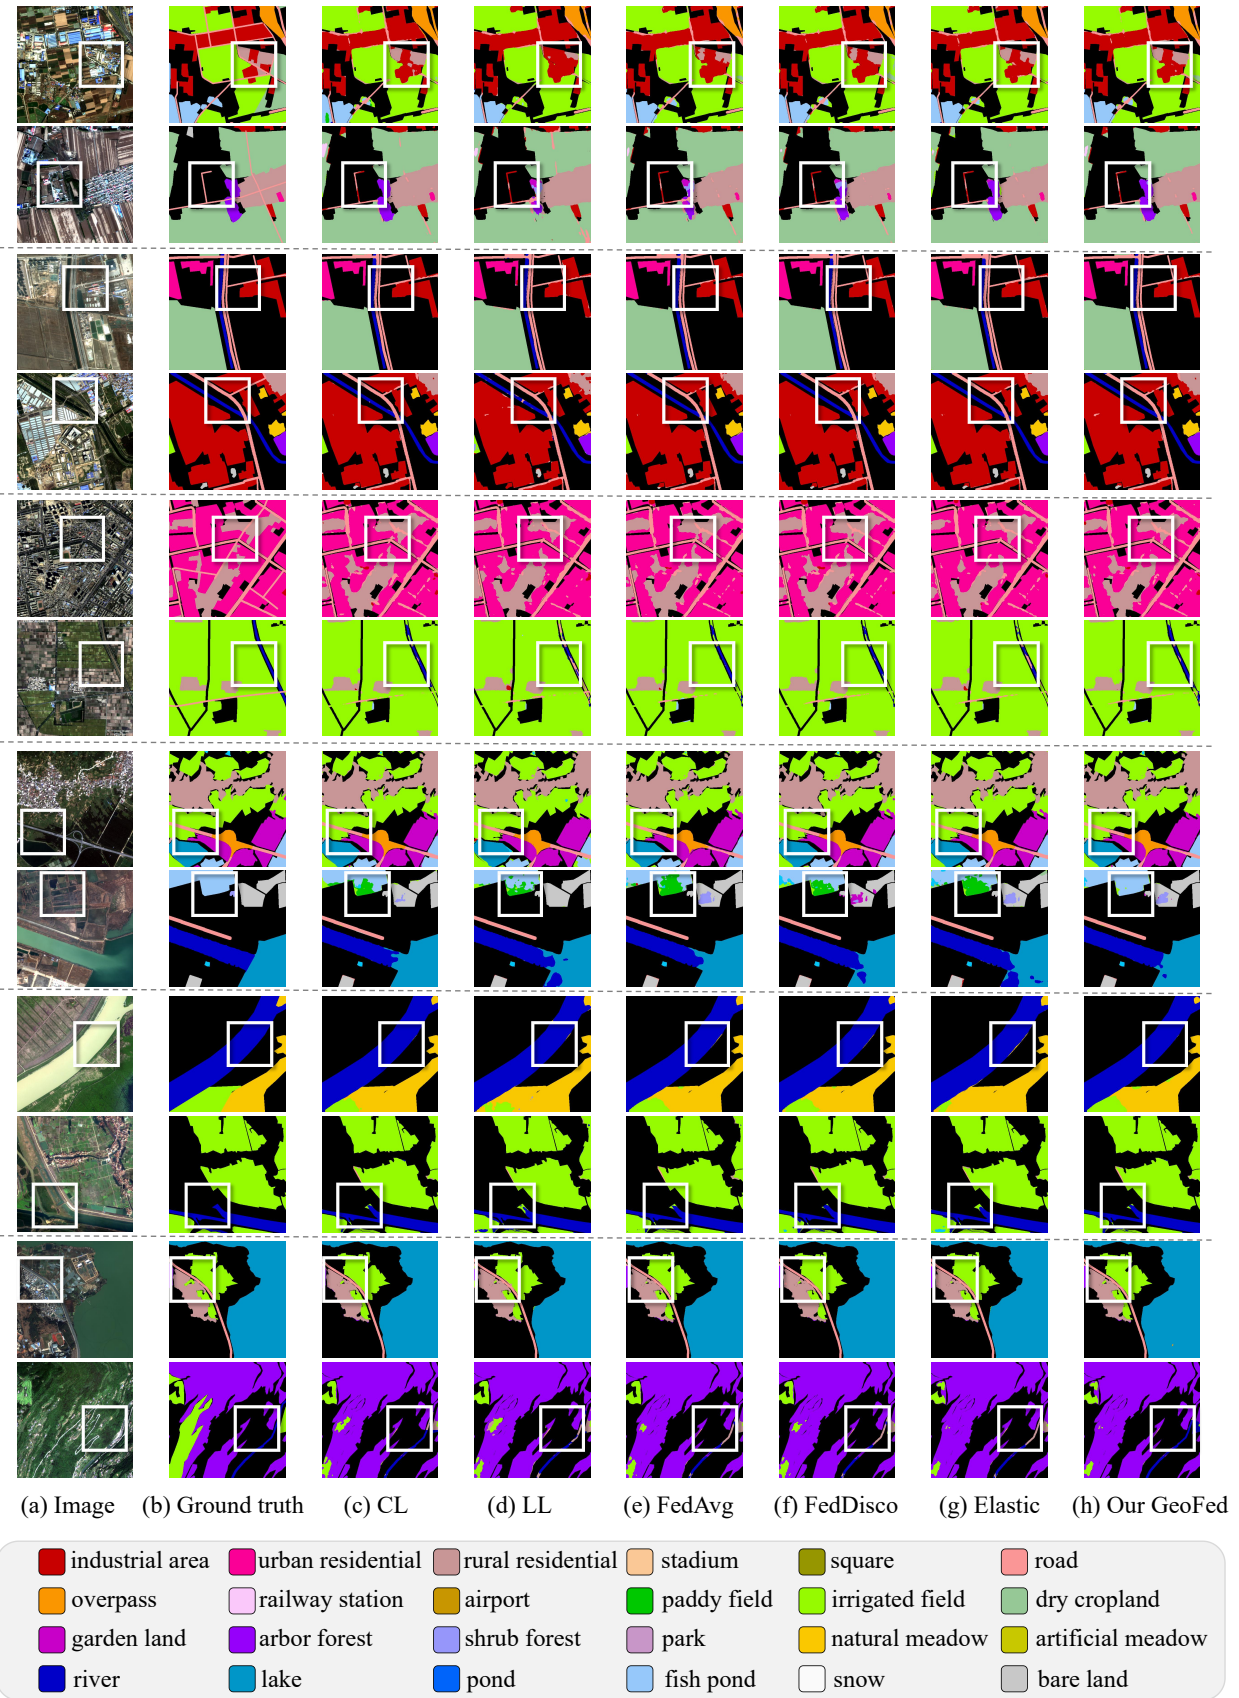 (a) Image (b) Ground truth (c) CL (d) LL (e) FedAvg (f) FedDisco (g) Elastic (h) Our GeoFed
industrial area urban residential rural residential stadium square road
overpass railway station airport paddy field irrigated field dry cropland
garden land arbor forest shrub forest park natural meadow artificial meadow
river lake pond fish pond snow bare land